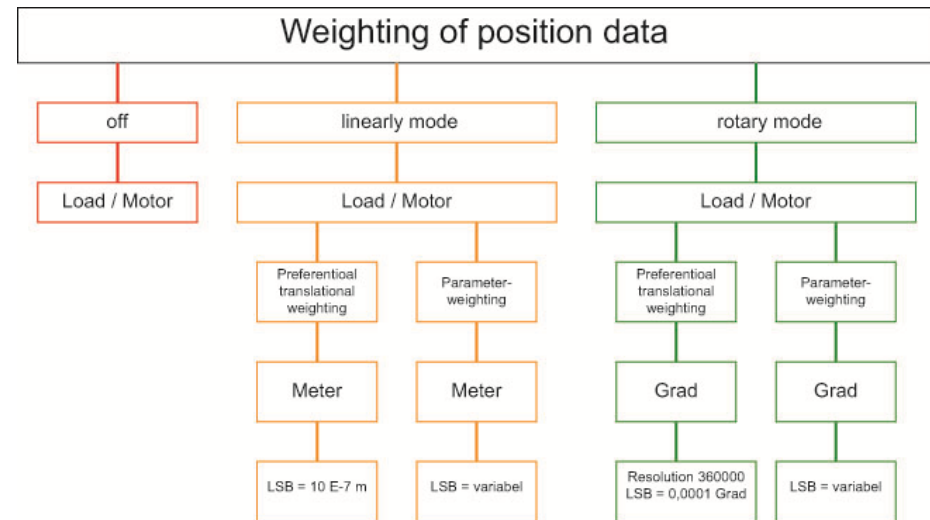 Weighting of position data
off
linearly mode
rotary mode
Load / Motor
Load / Motor
Load / Motor
Preferentioal
translational
weighting
Parameter-
weighting
Preferentioal
translational
weighting
Parameter-
weighting
Meter
Meter
Grad
Grad
LSB = 10 E-7 m
LSB = variabel
Resolution 360000
LSB = 0,0001 Grad
LSB = variabel